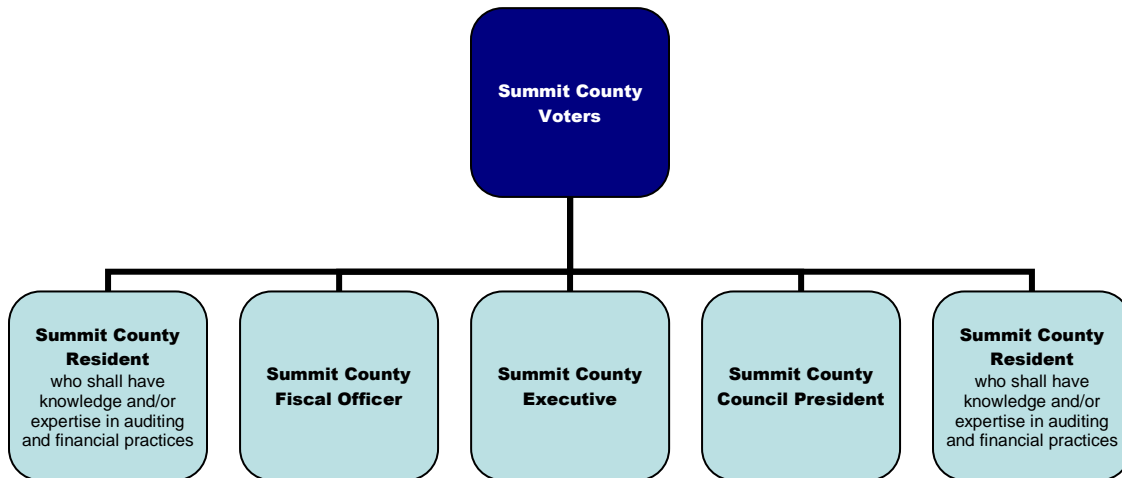 Summit County
Voters
Summit County
Resident
who shall have
knowledge and/or
expertise in auditing
and financial practices
Summit County
Fiscal Officer
Summit County
Executive
Summit County
Council President
Summit County
Resident
who shall have
knowledge and/or
expertise in auditing
and financial practices